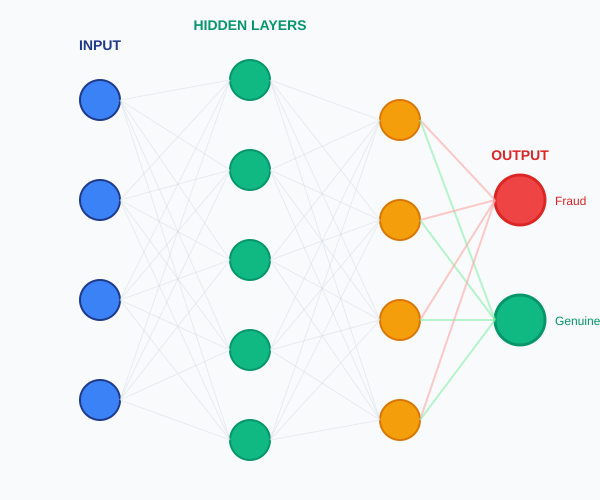 HIDDEN LAYERS
INPUT
OUTPUT
Fraud
Genuine